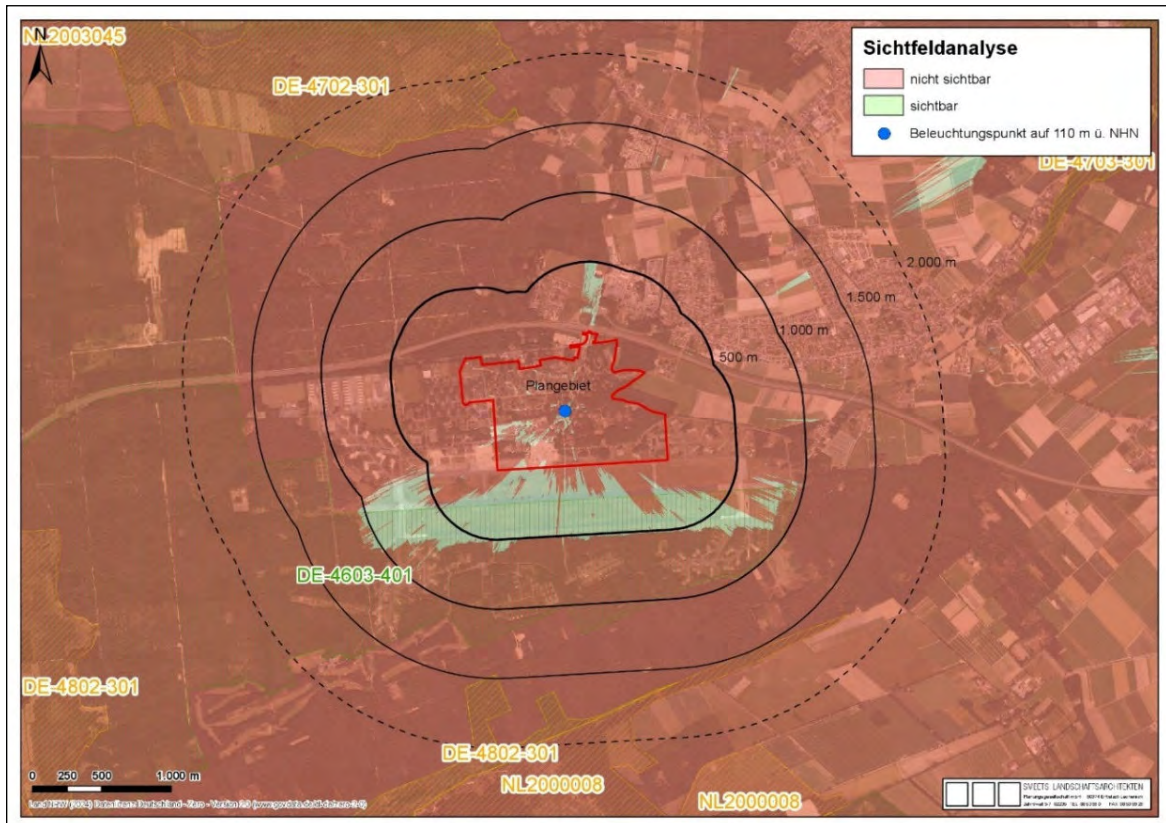 NL2003045
N
DE-4702-301
Sichtfeldanalyse
nicht sichtbar
sichtbar
Beleuchtungspunkt auf 110 m ü. NHN
DE-4703-301
2.000 m
1.500 m
1.000 m
500 m
Plangebiet
DE-4603-401
DE-4802-301
DE-4802-301
NL2000008
NL2000008
0 250 500 1.000 m
SMEETS LANDSCHAFTSARCHITEKTEN